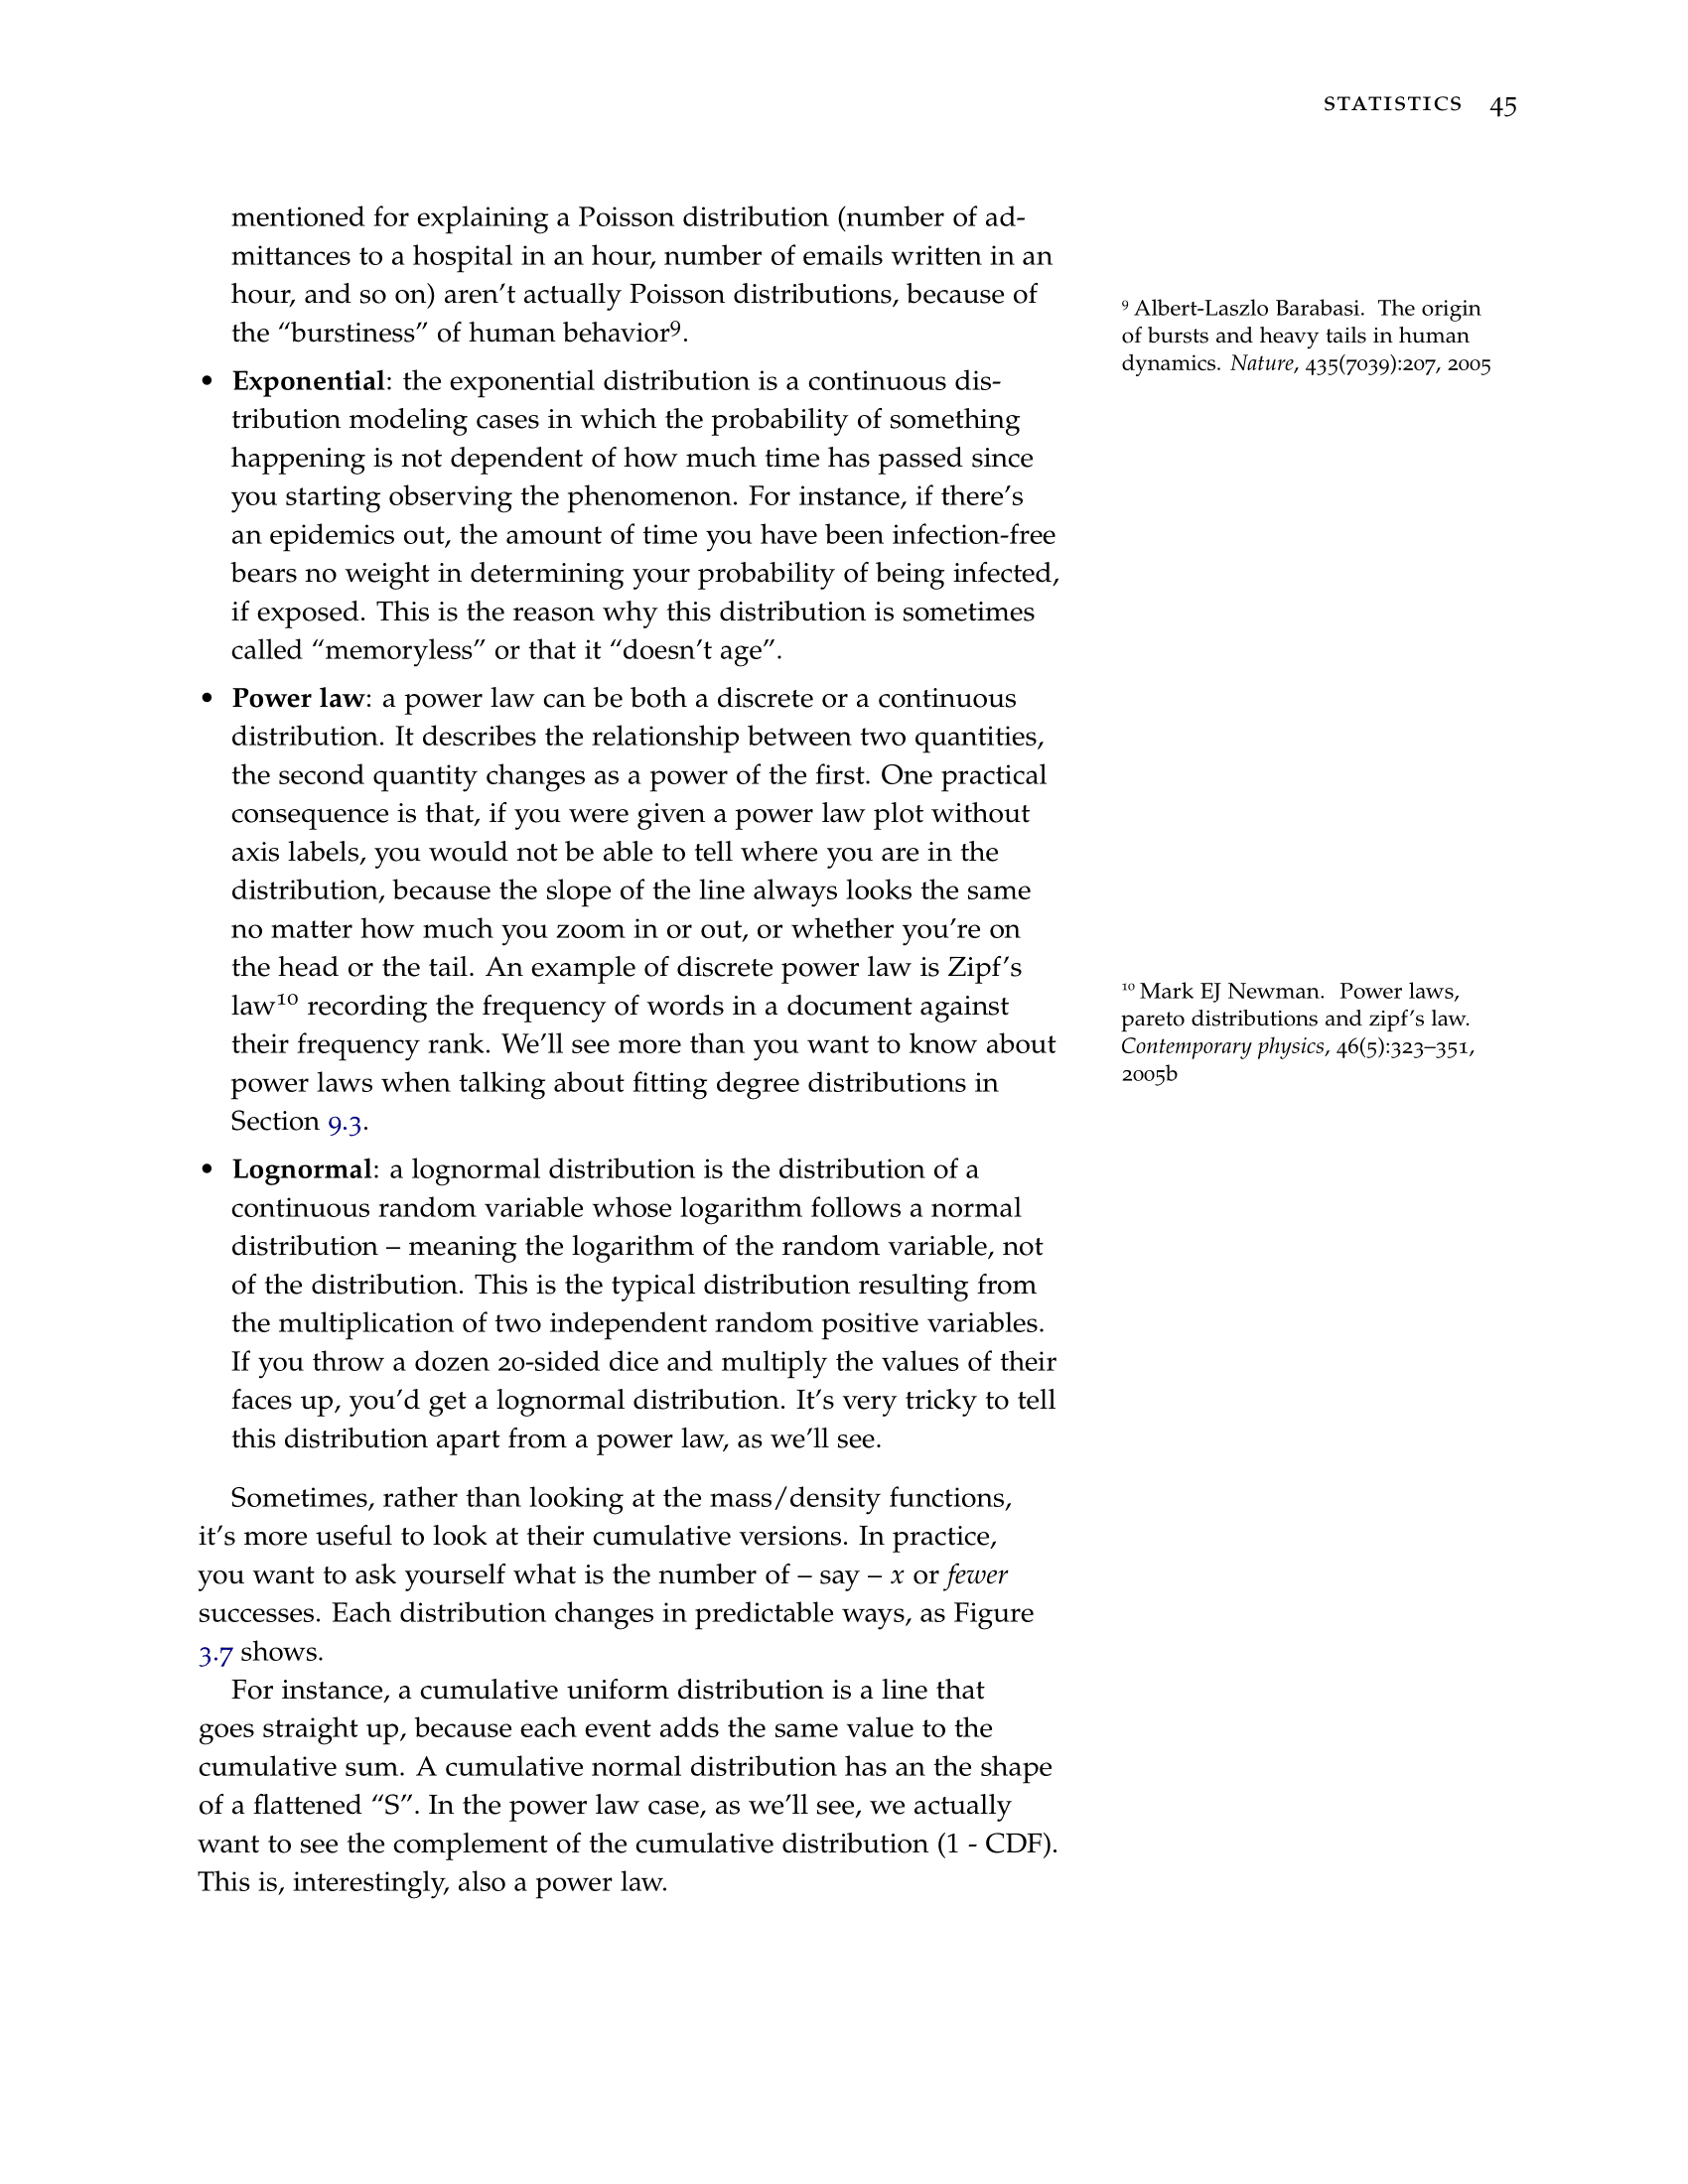 STATISTICS 45
mentioned for explaining a Poisson distribution (number of ad-
mittances to a hospital in an hour, number of emails written in an
hour, and so on) aren't actually Poisson distributions, because of
the “burstiness” of human behavior⁹.
• Exponential: the exponential distribution is a continuous dis-
tribution modeling cases in which the probability of something
happening is not dependent of how much time has passed since
you starting observing the phenomenon. For instance, if there's
an epidemics out, the amount of time you have been infection-free
bears no weight in determining your probability of being infected,
if exposed. This is the reason why this distribution is sometimes
called “memoryless” or that it “doesn't age”.
• Power law: a power law can be both a discrete or a continuous
distribution. It describes the relationship between two quantities,
the second quantity changes as a power of the first. One practical
consequence is that, if you were given a power law plot without
axis labels, you would not be able to tell where you are in the
distribution, because the slope of the line always looks the same
no matter how much you zoom in or out, or whether you're on
the head or the tail. An example of discrete power law is Zipf's
law¹⁰ recording the frequency of words in a document against
their frequency rank. We'll see more than you want to know about
power laws when talking about fitting degree distributions in
Section 9.3.
• Lognormal: a lognormal distribution is the distribution of a
continuous random variable whose logarithm follows a normal
distribution – meaning the logarithm of the random variable, not
of the distribution. This is the typical distribution resulting from
the multiplication of two independent random positive variables.
If you throw a dozen 20-sided dice and multiply the values of their
faces up, you'd get a lognormal distribution. It's very tricky to tell
this distribution apart from a power law, as we'll see.
Sometimes, rather than looking at the mass/density functions,
it's more useful to look at their cumulative versions. In practice,
you want to ask yourself what is the number of – say – x or fewer
successes. Each distribution changes in predictable ways, as Figure
3.7 shows.
For instance, a cumulative uniform distribution is a line that
goes straight up, because each event adds the same value to the
cumulative sum. A cumulative normal distribution has an the shape
of a flattened “S”. In the power law case, as we'll see, we actually
want to see the complement of the cumulative distribution (1 - CDF).
This is, interestingly, also a power law.
⁹ Albert-Laszlo Barabasi. The origin
of bursts and heavy tails in human
dynamics. Nature, 435(7039):207, 2005
¹⁰ Mark EJ Newman. Power laws,
pareto distributions and zipf's law.
Contemporary physics, 46(5):323–351,
2005b